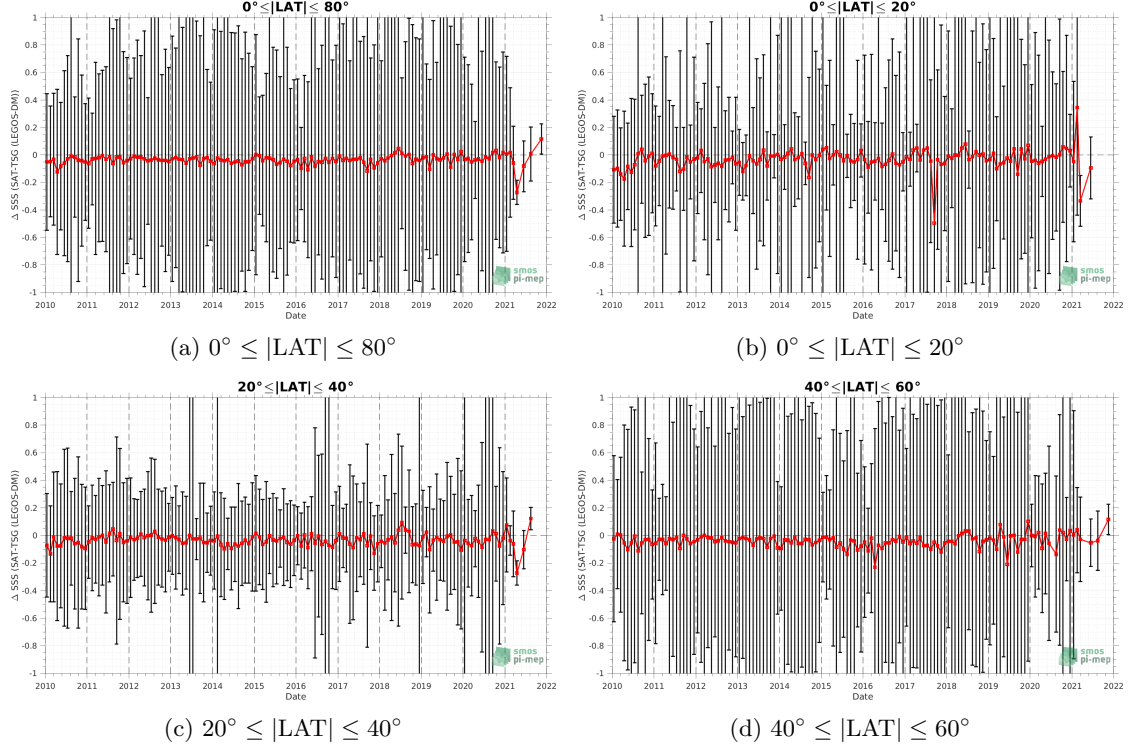 0°≤|LAT|≤ 80°
1
0.8
0.6
0.4
0.2
0
-0.2
-0.4
-0.6
-0.8
-1
Δ SSS (SAT-TSG (LEGOS-DM))
smos
pi-mep
2010 2011 2012 2013 2014 2015 2016 2017 2018 2019 2020 2021 2022
Date
(a) 0° ≤ |LAT| ≤ 80°
0°≤|LAT|≤ 20°
1
0.8
0.6
0.4
0.2
0
-0.2
-0.4
-0.6
-0.8
-1
Δ SSS (SAT-TSG (LEGOS-DM))
smos
pi-mep
2010 2011 2012 2013 2014 2015 2016 2017 2018 2019 2020 2021 2022
Date
(b) 0° ≤ |LAT| ≤ 20°
20°≤|LAT|≤ 40°
1
0.8
0.6
0.4
0.2
0
-0.2
-0.4
-0.6
-0.8
-1
Δ SSS (SAT-TSG (LEGOS-DM))
smos
pi-mep
2010 2011 2012 2013 2014 2015 2016 2017 2018 2019 2020 2021 2022
Date
(c) 20° ≤ |LAT| ≤ 40°
40°≤|LAT|≤ 60°
1
0.8
0.6
0.4
0.2
0
-0.2
-0.4
-0.6
-0.8
-1
Δ SSS (SAT-TSG (LEGOS-DM))
smos
pi-mep
2010 2011 2012 2013 2014 2015 2016 2017 2018 2019 2020 2021 2022
Date
(d) 40° ≤ |LAT| ≤ 60°